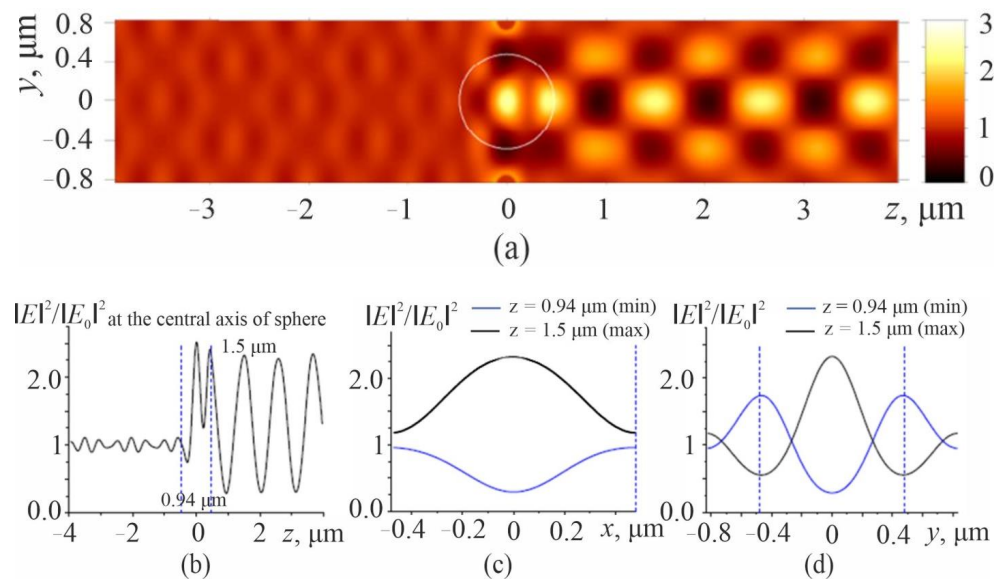 0.8
0.4
0
-0.4
-0.8
y, μm
3
2
1
0
-3 -2 -1 0 1 2 3 z, μm
(a)
|E|²/|E₀|² at the central axis of sphere
1.5 μm
2.0
1
0.94 μm
0.0
-4 -2 0 2 z, μm
(b)
|E|²/|E₀|²
z = 0.94 μm (min)
z = 1.5 μm (max)
2.0
1
0.0
-0.4 -0.2 0 0.2 x, μm
(c)
|E|²/|E₀|²
z = 0.94 μm (min)
z = 1.5 μm (max)
2.0
1
0.0
-0.8 -0.4 0 0.4 y, μm
(d)